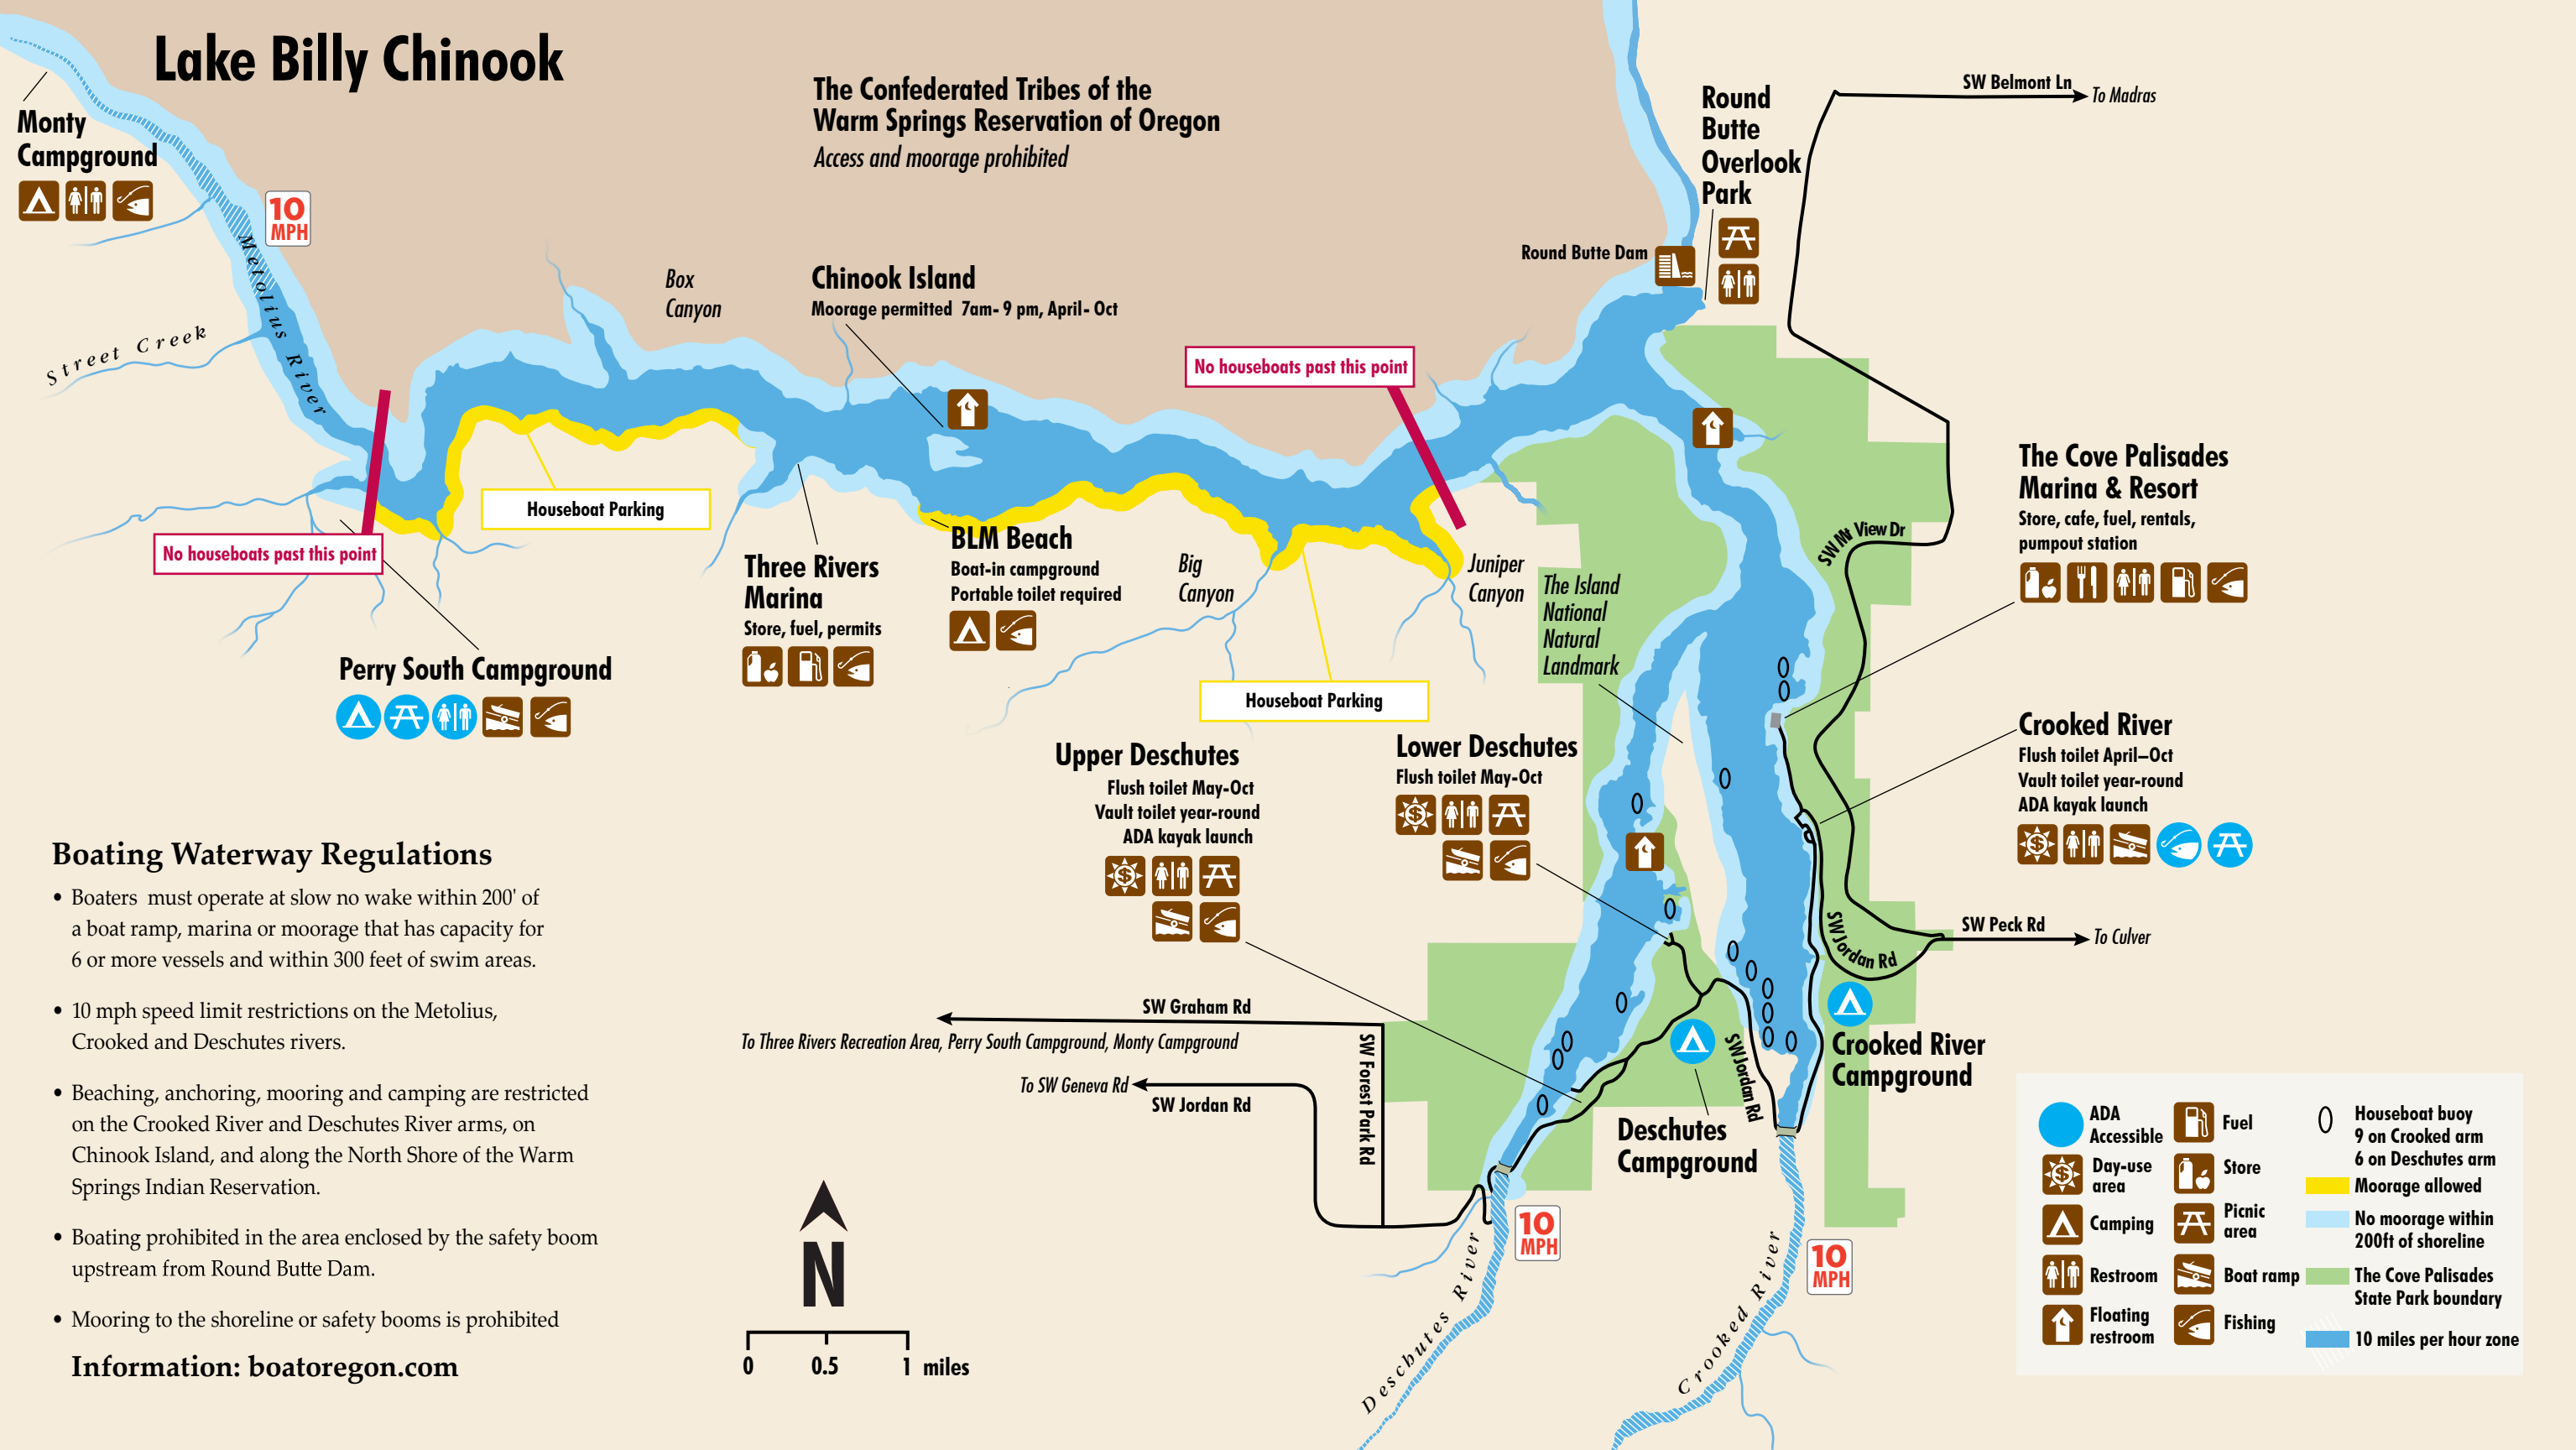 Lake Billy Chinook
Monty
Campground
10
MPH
Metolius River
Street Creek
The Confederated Tribes of the
Warm Springs Reservation of Oregon
Access and moorage prohibited
Box
Canyon
Chinook Island
Moorage permitted 7am- 9 pm, April- Oct
No houseboats past this point
Round Butte Dam
Round
Butte
Overlook
Park
SW Belmont Ln
To Madras
Houseboat Parking
No houseboats past this point
Perry South Campground
Three Rivers
Marina
Store, fuel, permits
BLM Beach
Boat-in campground
Portable toilet required
Big
Canyon
Juniper
Canyon
Houseboat Parking
The Island
National
Natural
Landmark
SW Mt View Dr
The Cove Palisades
Marina & Resort
Store, cafe, fuel, rentals,
pumpout station
Crooked River
Flush toilet April–Oct
Vault toilet year-round
ADA kayak launch
Upper Deschutes
Flush toilet May-Oct
Vault toilet year-round
ADA kayak launch
Lower Deschutes
Flush toilet May-Oct
SW Peck Rd
To Culver
SW Jordan Rd
SW Graham Rd
To Three Rivers Recreation Area, Perry South Campground, Monty Campground
To SW Geneva Rd
SW Jordan Rd
SW Forest Park Rd
SW Jordan Rd
Deschutes
Campground
Crooked River
Campground
10
MPH
10
MPH
Deschutes River
Crooked River
Boating Waterway Regulations
• Boaters must operate at slow no wake within 200' of
a boat ramp, marina or moorage that has capacity for
6 or more vessels and within 300 feet of swim areas.
• 10 mph speed limit restrictions on the Metolius,
Crooked and Deschutes rivers.
• Beaching, anchoring, mooring and camping are restricted
on the Crooked River and Deschutes River arms, on
Chinook Island, and along the North Shore of the Warm
Springs Indian Reservation.
• Boating prohibited in the area enclosed by the safety boom
upstream from Round Butte Dam.
• Mooring to the shoreline or safety booms is prohibited
Information: boatoregon.com
N
0 0.5 1 miles
ADA
Accessible
Day-use
area
Camping
Restroom
Floating
restroom
Fuel
Store
Picnic
area
Boat ramp
Fishing
Houseboat buoy
9 on Crooked arm
6 on Deschutes arm
Moorage allowed
No moorage within
200ft of shoreline
The Cove Palisades
State Park boundary
10 miles per hour zone